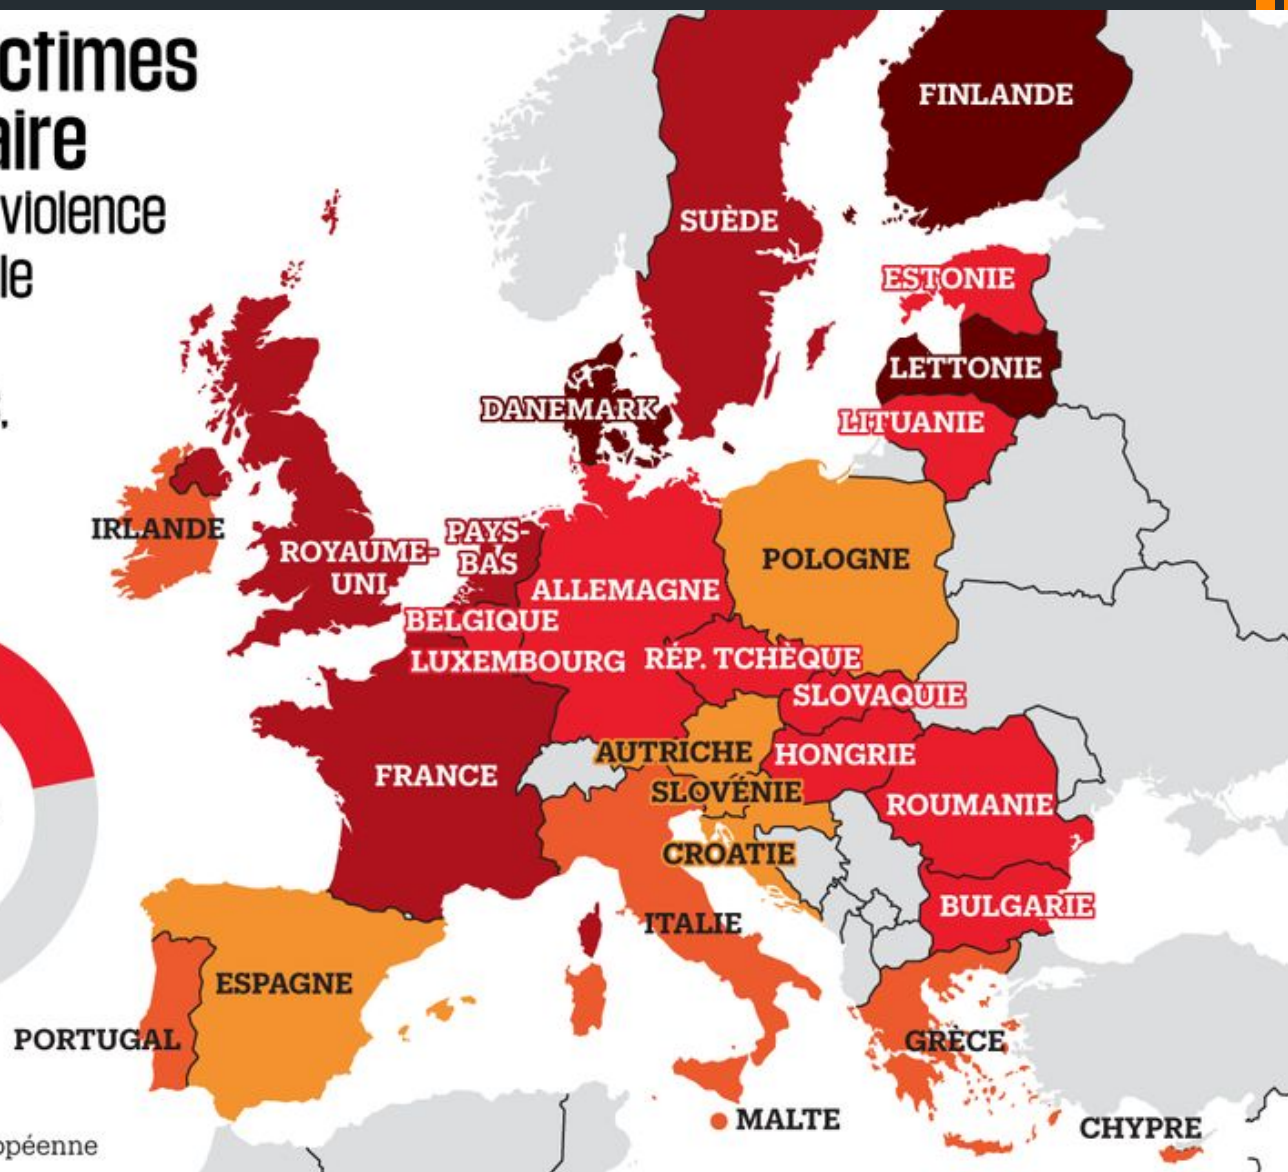 ctimes
aire
violence
le
FINLANDE
SUÈDE
ESTONIE
LETTONIE
DANEMARK
LITUANIE
IRLANDE
ROYAUME-
UNI
PAYS-
BAS
POLOGNE
ALLEMAGNE
BELGIQUE
LUXEMBOURG
RÉP. TCHÈQUE
SLOVAQUIE
AUTRICHE
HONGRIE
FRANCE
SLOVÉNIE
ROUMANIE
CROATIE
BULGARIE
ITALIE
ESPAGNE
PORTUGAL
GRÈCE
MALTE
CHYPRE
opéenne